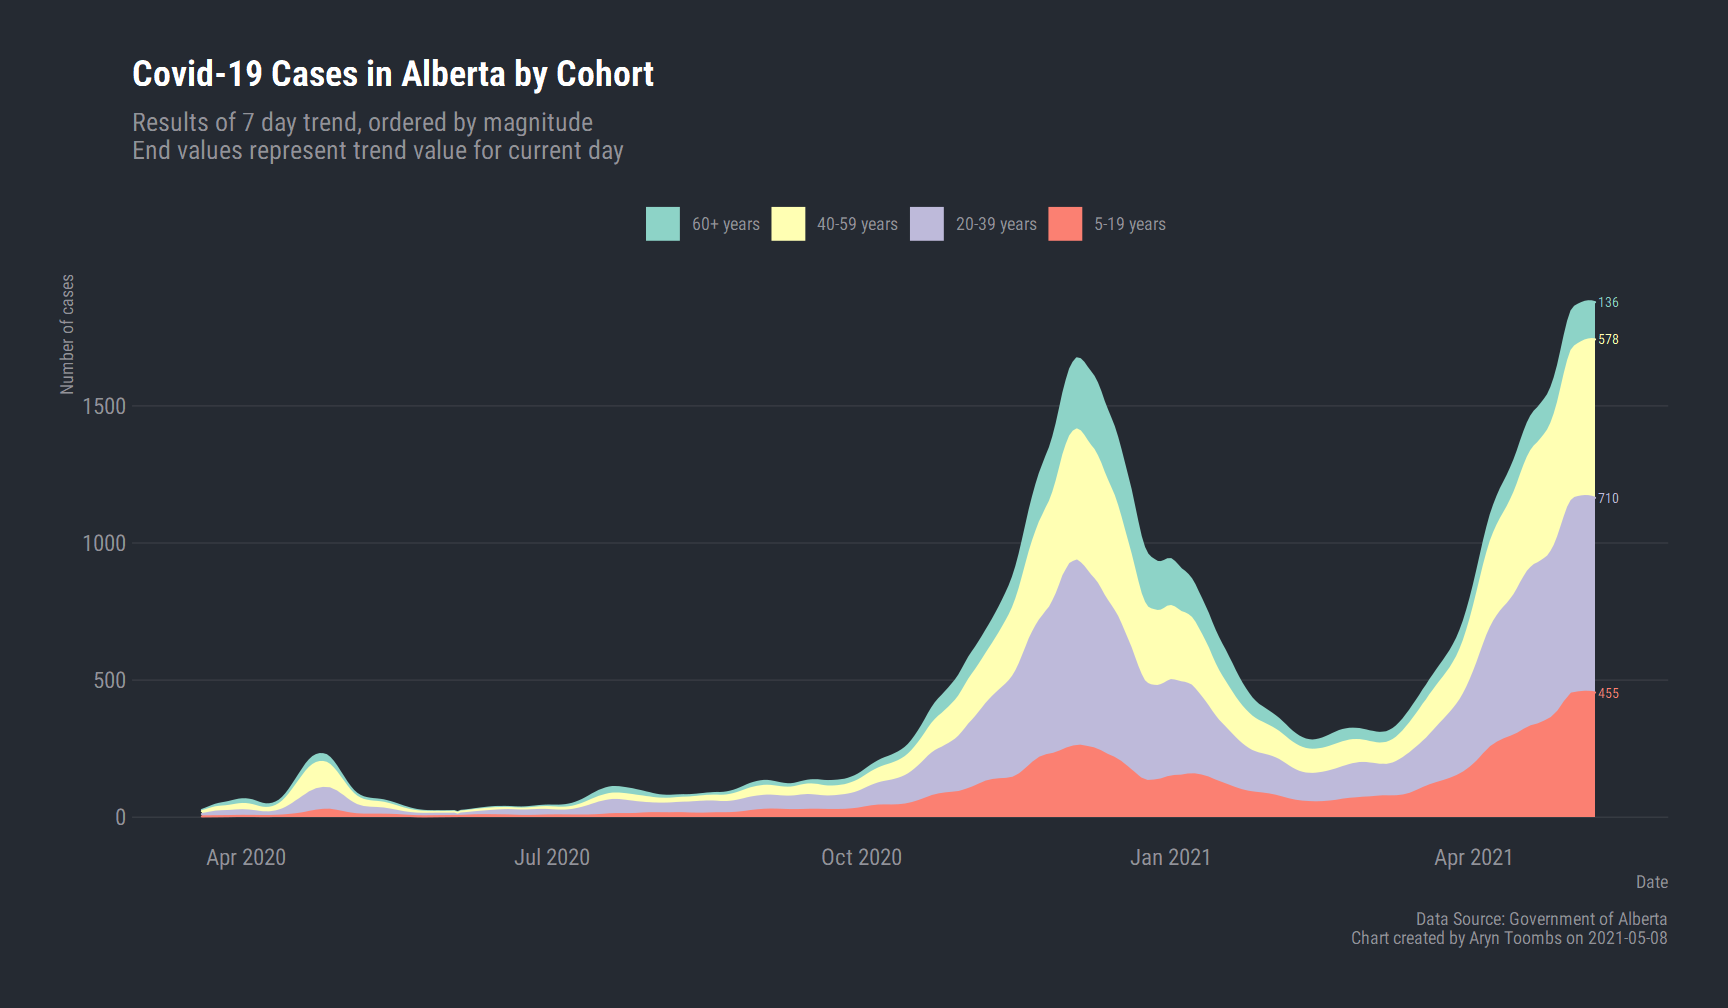 Covid-19 Cases in Alberta by Cohort
Results of 7 day trend, ordered by magnitude
End values represent trend value for current day
60+ years
40-59 years
20-39 years
5-19 years
Number of cases
136
578
1500
710
1000
500
455
0
Apr 2020
Jul 2020
Oct 2020
Jan 2021
Apr 2021
Date
Data Source: Government of Alberta
Chart created by Aryn Toombs on 2021-05-08